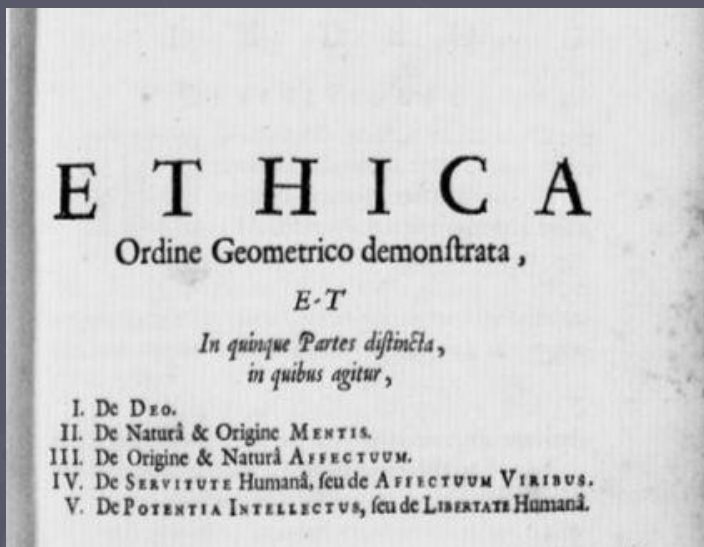 ETHICA
Ordine Geometrico demonſtrata,
E-T
In quinque Partes diſtincta,
in quibus agitur,
I. De DEO.
II. De Naturâ & Origine MENTIS.
III. De Origine & Naturâ AFFECTUUM.
IV. De SERVITUTE Humanâ, ſeu de AFFECTUUM VIRIBUS.
V. De POTENTIA INTELLECTUS, ſeu de LIBERTATE Humanâ.